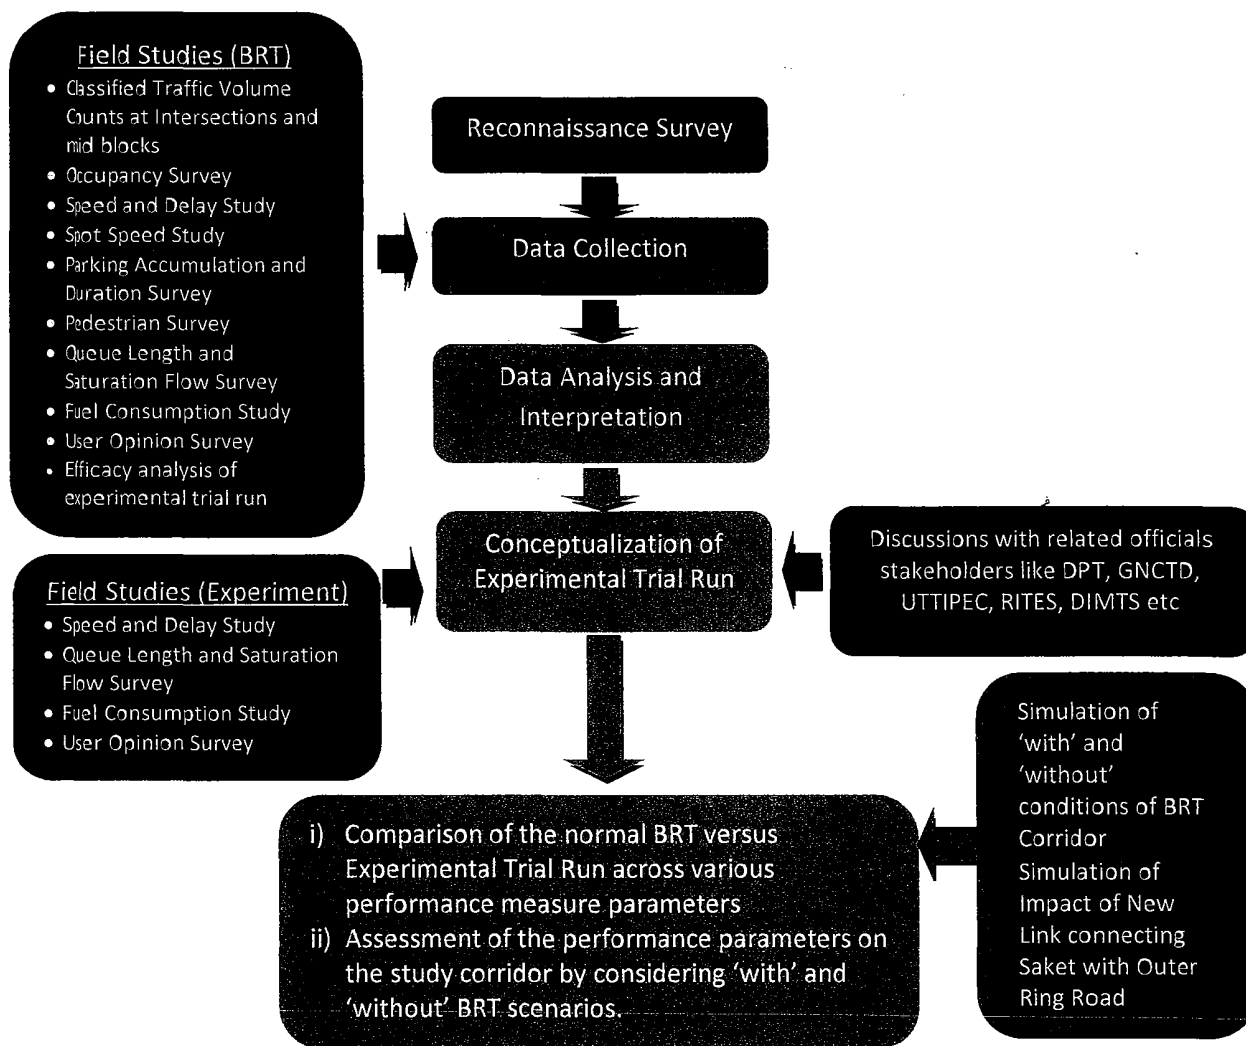 Field Studies (BRT)
• Classified Traffic Volume
Counts at Intersections and
mid blocks
• Occupancy Survey
• Speed and Delay Study
• Spot Speed Study
• Parking Accumulation and
Duration Survey
• Pedestrian Survey
• Queue Length and
Saturation Flow Survey
• Fuel Consumption Study
• User Opinion Survey
• Efficacy analysis of
experimental trial run
Reconnaissance Survey
Data Collection
Data Analysis and
Interpretation
Conceptualization of
Experimental Trial Run
Field Studies (Experiment)
• Speed and Delay Study
• Queue Length and Saturation
Flow Survey
• Fuel Consumption Study
• User Opinion Survey
Discussions with related officials
stakeholders like DPT, GNCTD,
UTTIPEC, RITES, DIMTS etc
Simulation of
‘with’ and
‘without’
conditions of BRT
Corridor
Simulation of
Impact of New
Link connecting
Saket with Outer
Ring Road
i) Comparison of the normal BRT versus
Experimental Trial Run across various
performance measure parameters
ii) Assessment of the performance parameters on
the study corridor by considering ‘with’ and
‘without’ BRT scenarios.